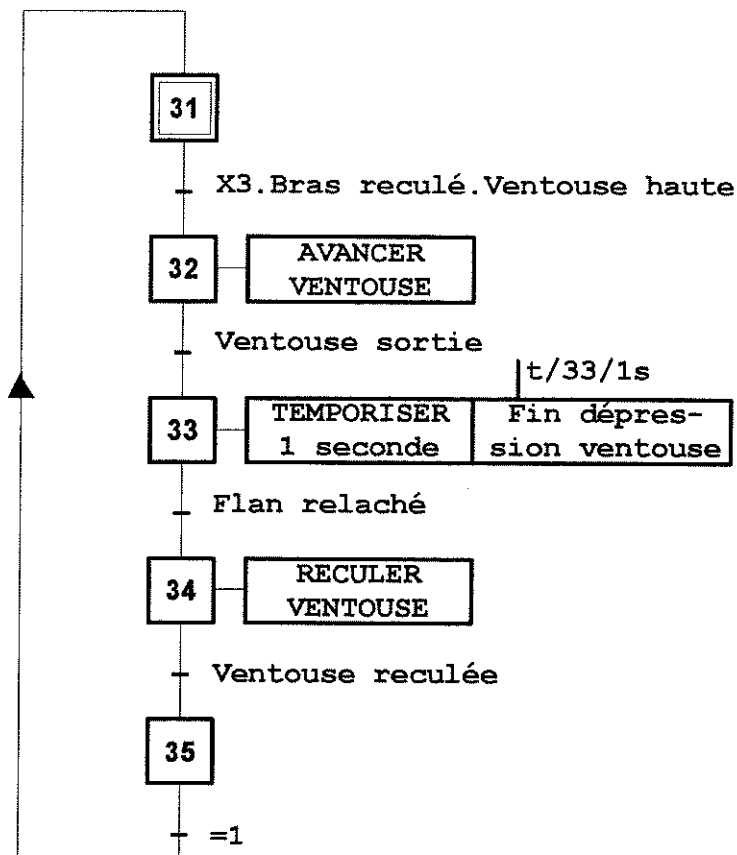 31
X3.Bras reculé.Ventouse haute
32
AVANCER
VENTOUSE
Ventouse sortie
t/33/1s
33
TEMPORISER
1 seconde
Fin dépres-
sion ventouse
Flan relaché
34
RECULER
VENTOUSE
Ventouse reculée
35
=1